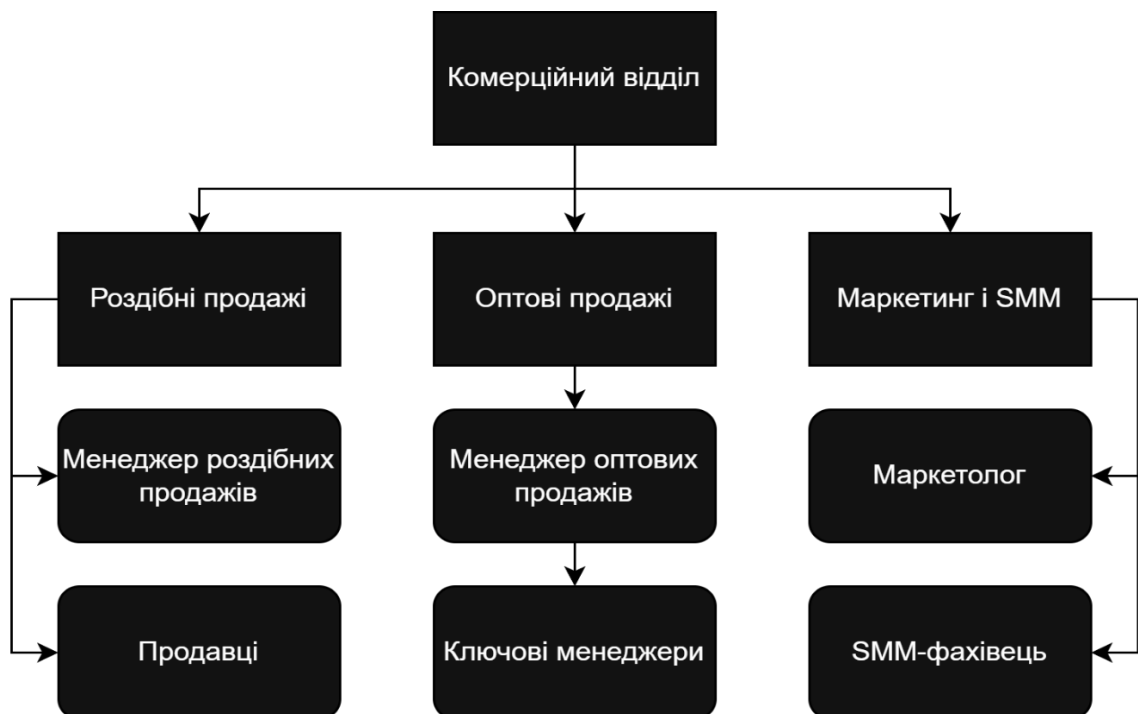 Комерційний відділ
Роздібні продажі
Оптові продажі
Маркетинг і SMM
Менеджер роздібних
продажів
Менеджер оптових
продажів
Маркетолог
Продавці
Ключові менеджери
SMM-фахівець